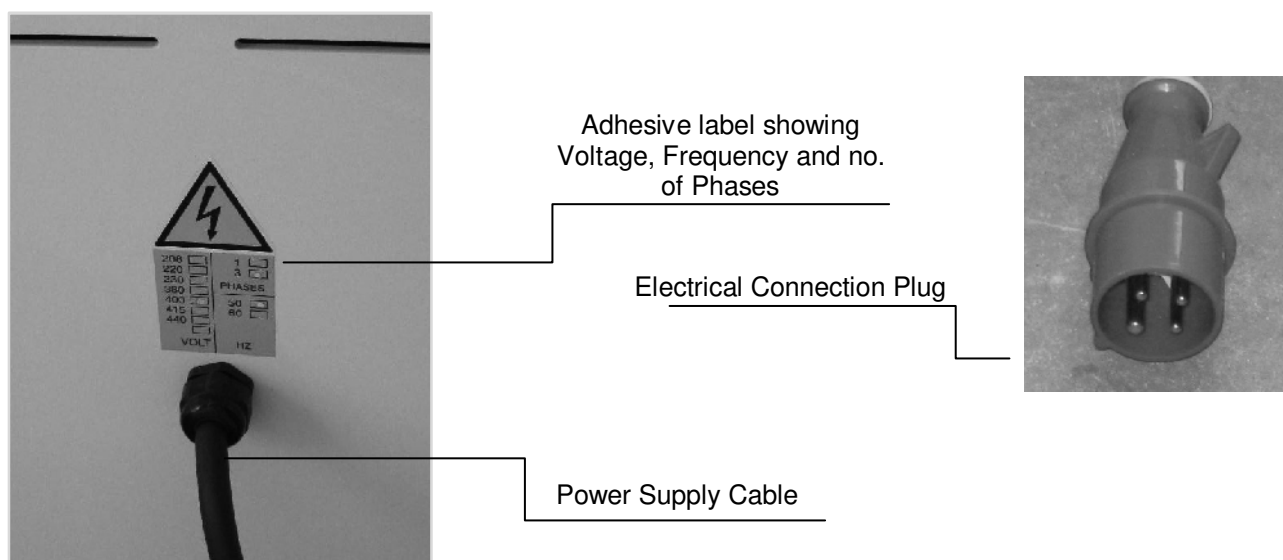 Adhesive label showing
Voltage, Frequency and no.
of Phases
208
220
230
380
400
415
440
VOLT
1
3
PHASES
50
60
HZ
Electrical Connection Plug
Power Supply Cable